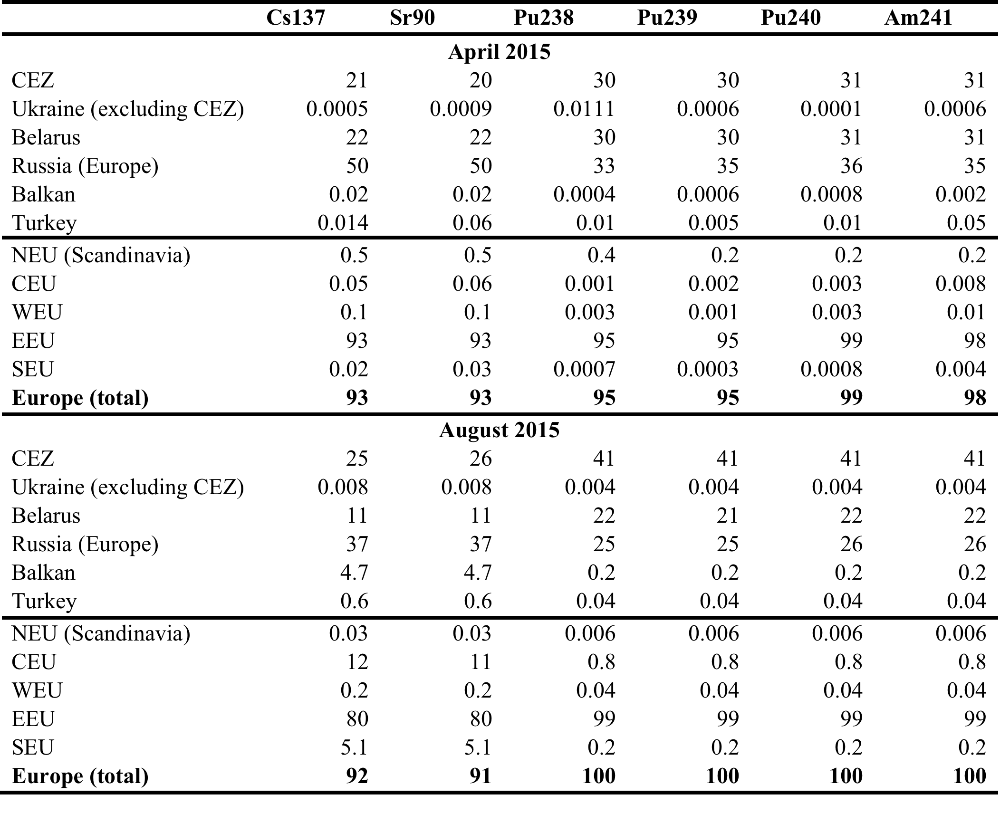 Cs137 Sr90 Pu238 Pu239 Pu240 Am241
April 2015
CEZ 21 20 30 30 31 31
Ukraine (excluding CEZ) 0.0005 0.0009 0.0111 0.0006 0.0001 0.0006
Belarus 22 22 30 30 31 31
Russia (Europe) 50 50 33 35 36 35
Balkan 0.02 0.02 0.0004 0.0006 0.0008 0.002
Turkey 0.014 0.06 0.01 0.005 0.01 0.05
NEU (Scandinavia) 0.5 0.5 0.4 0.2 0.2 0.2
CEU 0.05 0.06 0.001 0.002 0.003 0.008
WEU 0.1 0.1 0.003 0.001 0.003 0.01
EEU 93 93 95 95 99 98
SEU 0.02 0.03 0.0007 0.0003 0.0008 0.004
Europe (total) 93 93 95 95 99 98
August 2015
CEZ 25 26 41 41 41 41
Ukraine (excluding CEZ) 0.008 0.008 0.004 0.004 0.004 0.004
Belarus 11 11 22 21 22 22
Russia (Europe) 37 37 25 25 26 26
Balkan 4.7 4.7 0.2 0.2 0.2 0.2
Turkey 0.6 0.6 0.04 0.04 0.04 0.04
NEU (Scandinavia) 0.03 0.03 0.006 0.006 0.006 0.006
CEU 12 11 0.8 0.8 0.8 0.8
WEU 0.2 0.2 0.04 0.04 0.04 0.04
EEU 80 80 99 99 99 99
SEU 5.1 5.1 0.2 0.2 0.2 0.2
Europe (total) 92 91 100 100 100 100